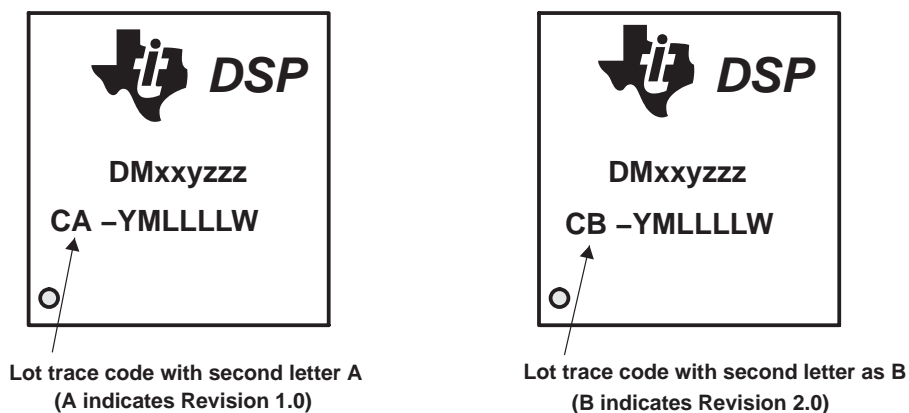 DSP
DMxxyzzz
CA –YMLLLLW
Lot trace code with second letter A
(A indicates Revision 1.0)
DSP
DMxxyzzz
CB –YMLLLLW
Lot trace code with second letter as B
(B indicates Revision 2.0)